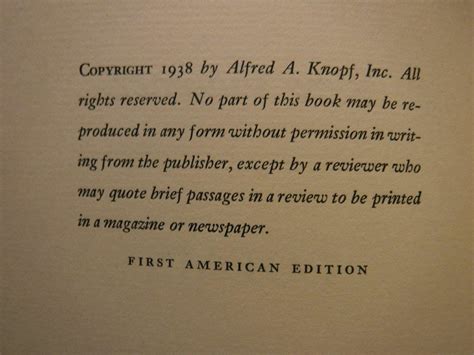 COPYRIGHT 1938 by Alfred A. Knopf, Inc. All
rights reserved. No part of this book may be re-
produced in any form without permission in writ-
ing from the publisher, except by a reviewer who
may quote brief passages in a review to be printed
in a magazine or newspaper.
FIRST AMERICAN EDITION